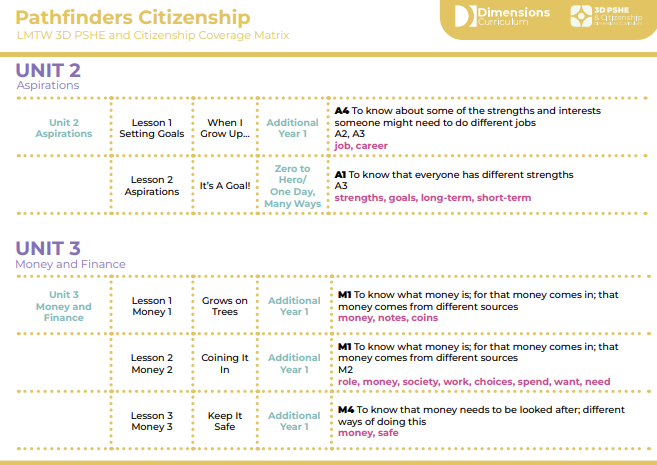 Pathfinders Citizenship
LMTW 3D PSHE and Citizenship Coverage Matrix
Dimensions
Curriculum
3D PSHE
& Citizenship
UNIT 2
Aspirations
Unit 2
Aspirations
Lesson 1
Setting Goals
When I
Grow Up...
Additional
Year 1
A4 To know about some of the strengths and interests
someone might need to do different jobs
A2, A3
job, career
Lesson 2
Aspirations
It's A Goal!
Zero to
Hero/
One Day,
Many Ways
A1 To know that everyone has different strengths
A3
strengths, goals, long-term, short-term
UNIT 3
Money and Finance
Unit 3
Money and
Finance
Lesson 1
Money 1
Grows on
Trees
Additional
Year 1
M1 To know what money is; for that money comes in; that
money comes from different sources
money, notes, coins
Lesson 2
Money 2
Coining It
In
Additional
Year 1
M1 To know what money is; for that money comes in; that
money comes from different sources
M2
role, money, society, work, choices, spend, want, need
Lesson 3
Money 3
Keep It
Safe
Additional
Year 1
M4 To know that money needs to be looked after; different
ways of doing this
money, safe